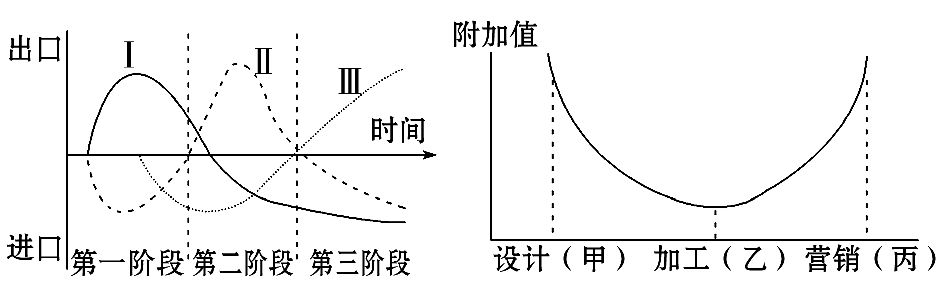 出口
Ⅰ
Ⅱ
Ⅲ
时间
进口
第一阶段 第二阶段 第三阶段
附加值
设计（甲） 加工（乙） 营销（丙）